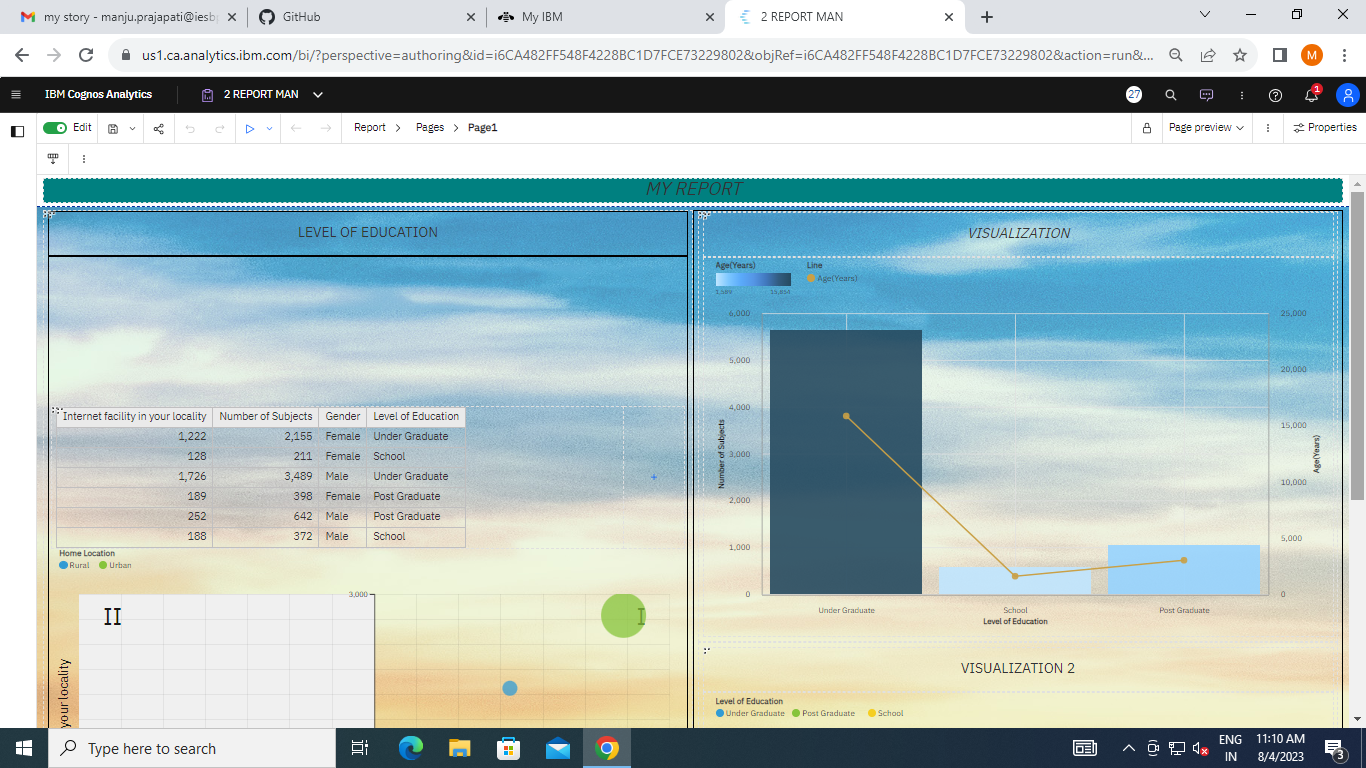 my story - manju.prajapati@iesbp
GitHub
My IBM
2 REPORT MAN
us1.ca.analytics.ibm.com/bi/?perspective=authoring&id=i6CA482FF548F4228BC1D7FCE73229802&objRef=i6CA482FF548F4228BC1D7FCE73229802&action=run&...
M
IBM Cognos Analytics
2 REPORT MAN
27
1
Edit
Report > Pages > Page1
Page preview
Properties
MY REPORT
LEVEL OF EDUCATION
Internet facility in your locality Number of Subjects Gender Level of Education
1,222 2,155 Female Under Graduate
128 211 Female School
1,726 3,489 Male Under Graduate
189 398 Female Post Graduate
252 642 Male Post Graduate
188 372 Male School
Home Location
Rural Urban
3,000
II I
your locality
VISUALIZATION
Age(Years) Line
Age(Years)
6,000 25,000
5,000 20,000
4,000 15,000
3,000 10,000
2,000 5,000
1,000
0 0
Number of Subjects
Age(Years)
Under Graduate School Post Graduate
Level of Education
VISUALIZATION 2
Level of Education
Under Graduate Post Graduate School
Type here to search
ENG
IN
11:10 AM
8/4/2023
3